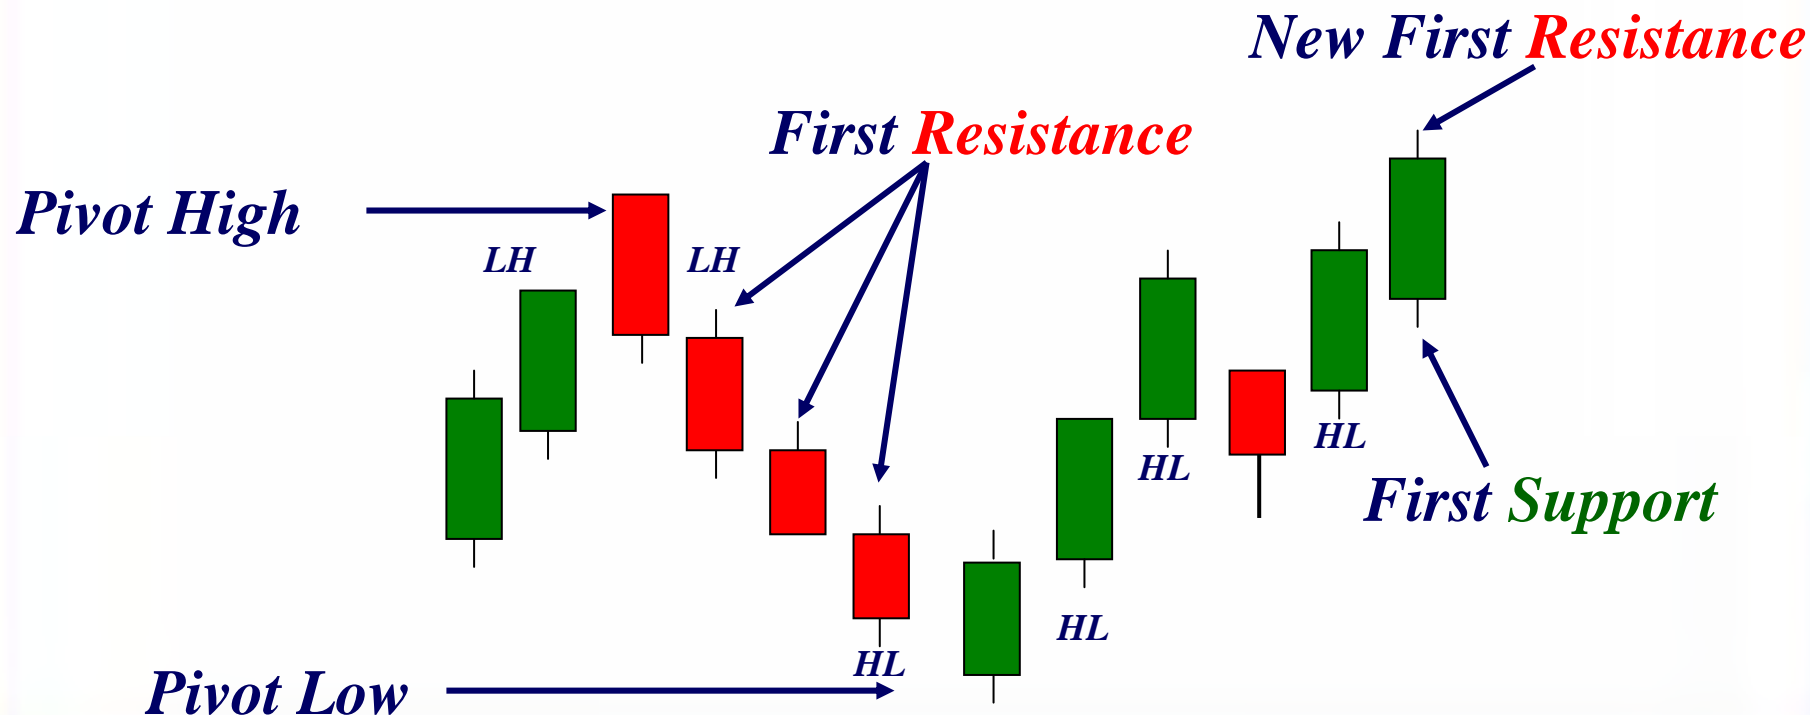 New First Resistance
First Resistance
Pivot High
LH
LH
HL
HL
First Support
HL
HL
Pivot Low